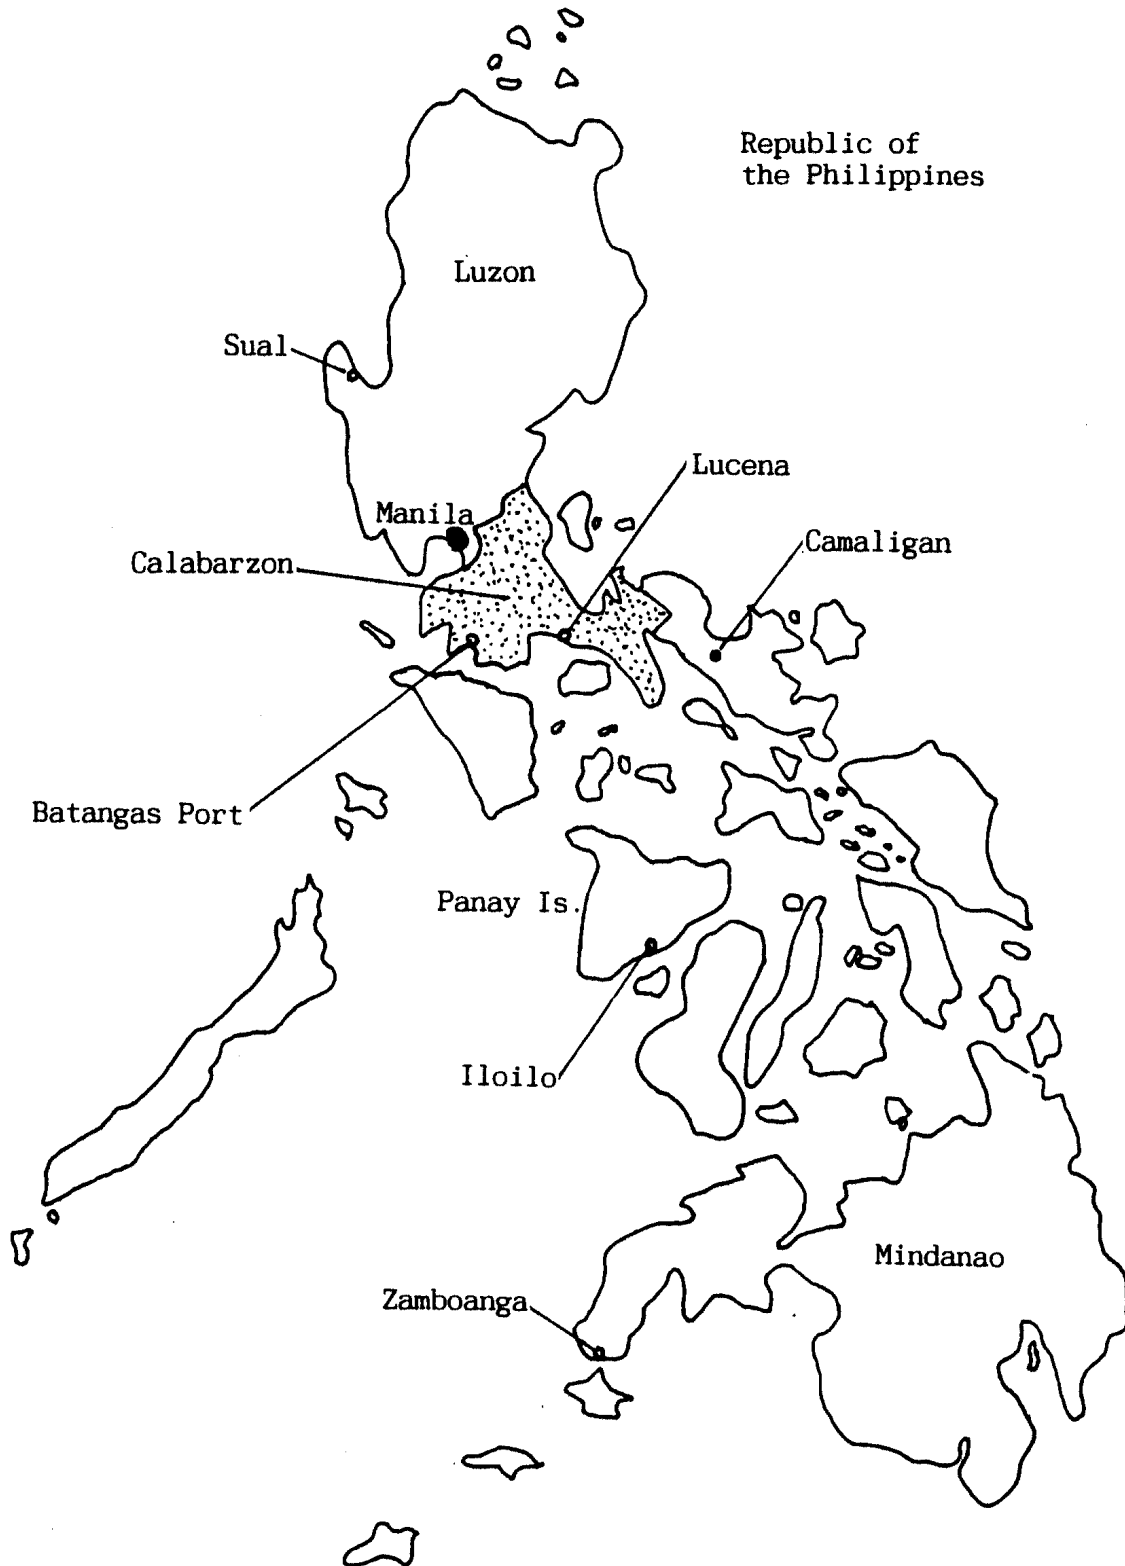 Republic of
the Philippines
Luzon
Sual
Lucena
Manila
Camaligan
Calabarzon
Batangas Port
Panay Is.
Iloilo
Mindanao
Zamboanga